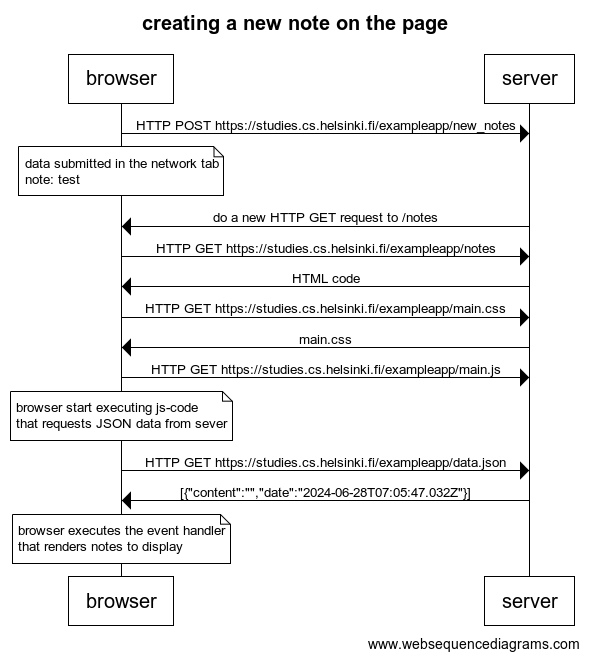 creating a new note on the page
browser
server
HTTP POST https://studies.cs.helsinki.fi/exampleapp/new_notes
data submitted in the network tab
note: test
do a new HTTP GET request to /notes
HTTP GET https://studies.cs.helsinki.fi/exampleapp/notes
HTML code
HTTP GET https://studies.cs.helsinki.fi/exampleapp/main.css
main.css
HTTP GET https://studies.cs.helsinki.fi/exampleapp/main.js
browser start executing js-code
that requests JSON data from sever
HTTP GET https://studies.cs.helsinki.fi/exampleapp/data.json
[{"content":"","date":"2024-06-28T07:05:47.032Z"}]
browser executes the event handler
that renders notes to display
browser
server
www.websequencediagrams.com